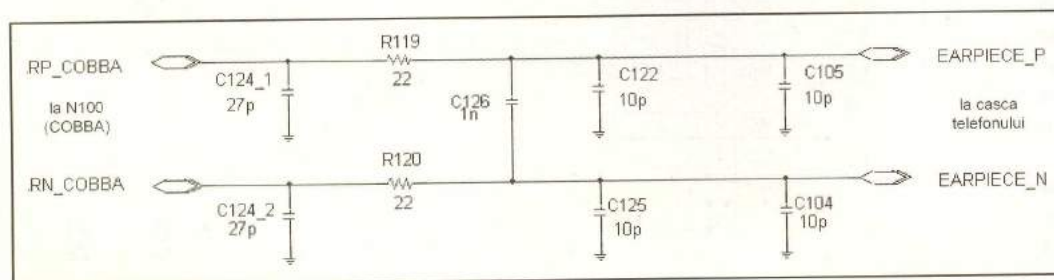 R119
.RP_COBBA
EARPIECE_P
C124_1
22
C122
C105
27p
10p
10p
la N100
(COBBA)
C126
1n
la casca
telefonului
R120
.RN_COBBA
EARPIECE_N
C124_2
22
C125
C104
27p
10p
10p